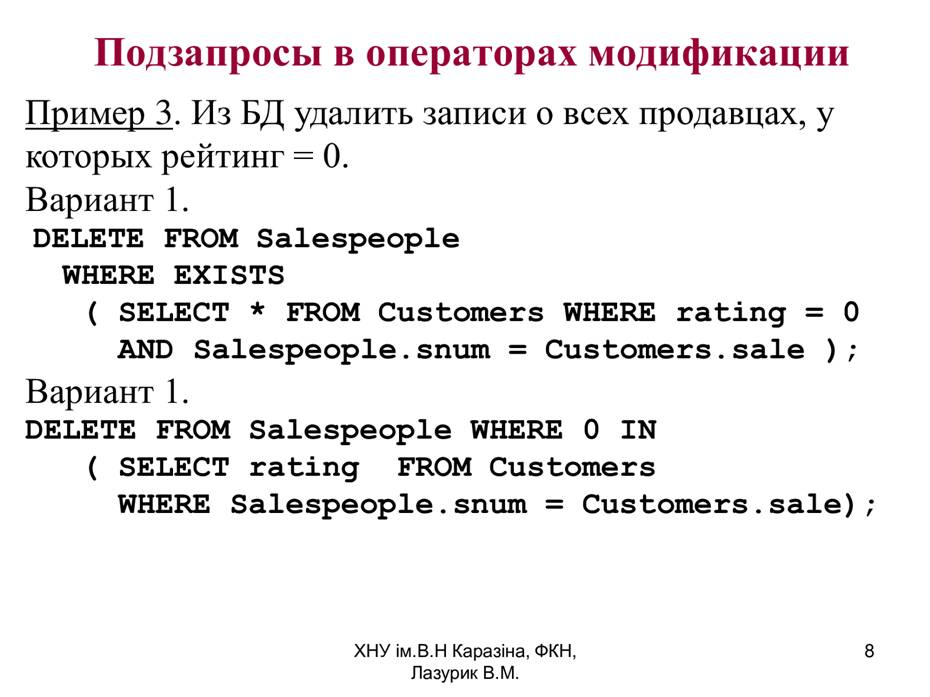 Подзапросы в операторах модификации
Пример 3. Из БД удалить записи о всех продавцах, у
которых рейтинг = 0.
Вариант 1.
DELETE FROM Salespeople
WHERE EXISTS
( SELECT * FROM Customers WHERE rating = 0
AND Salespeople.snum = Customers.sale );
Вариант 1.
DELETE FROM Salespeople WHERE 0 IN
( SELECT rating FROM Customers
WHERE Salespeople.snum = Customers.sale);
ХНУ ім.В.Н Каразіна, ФКН,
Лазурик В.М.
8